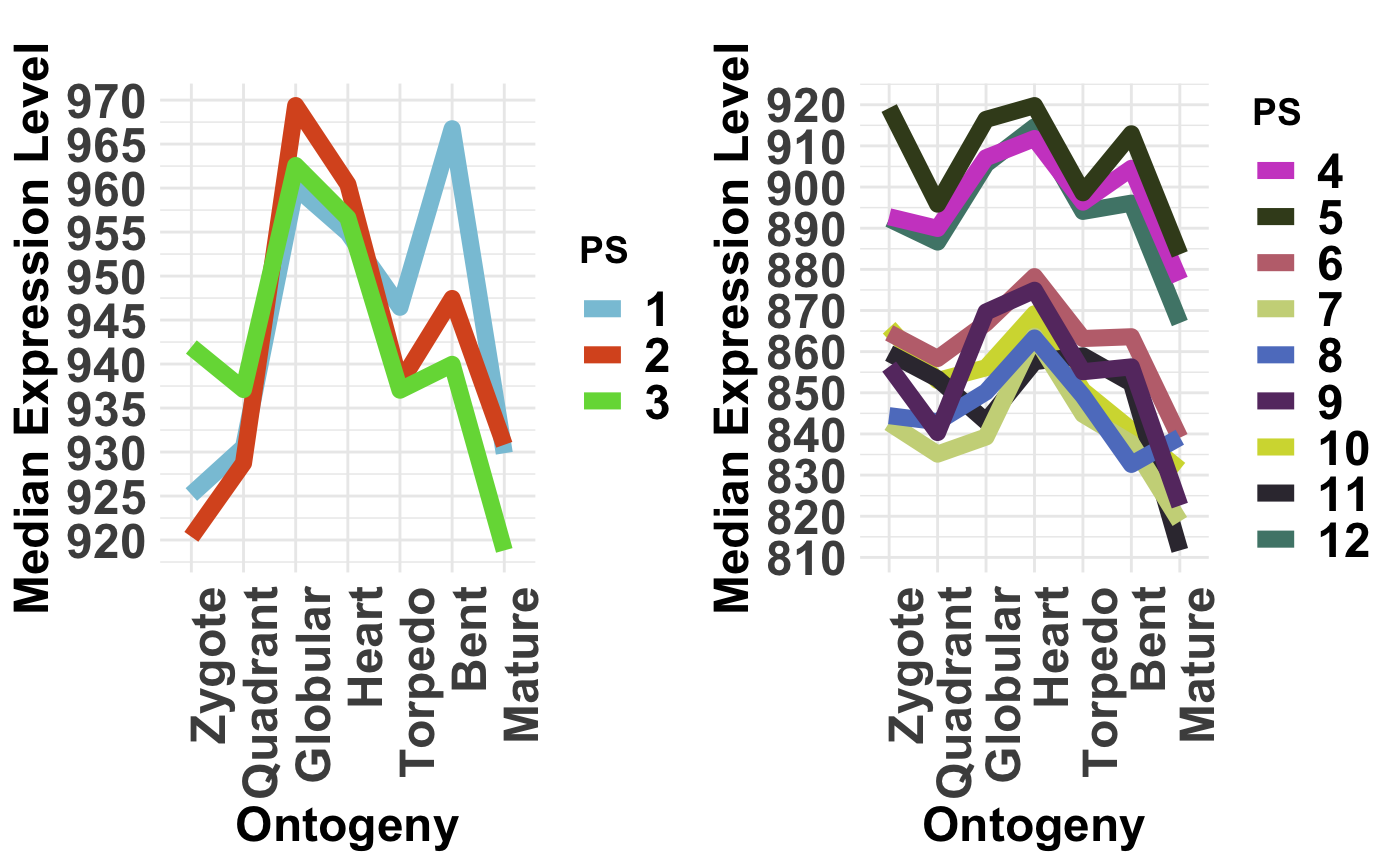 Median Expression Level
970
965
960
955
950
945
940
935
930
925
920
Zygote
Quadrant
Globular
Heart
Torpedo
Bent
Mature
Ontogeny
PS
1
2
3
Median Expression Level
920
910
900
890
880
870
860
850
840
830
820
810
Zygote
Quadrant
Globular
Heart
Torpedo
Bent
Mature
Ontogeny
PS
4
5
6
7
8
9
10
11
12